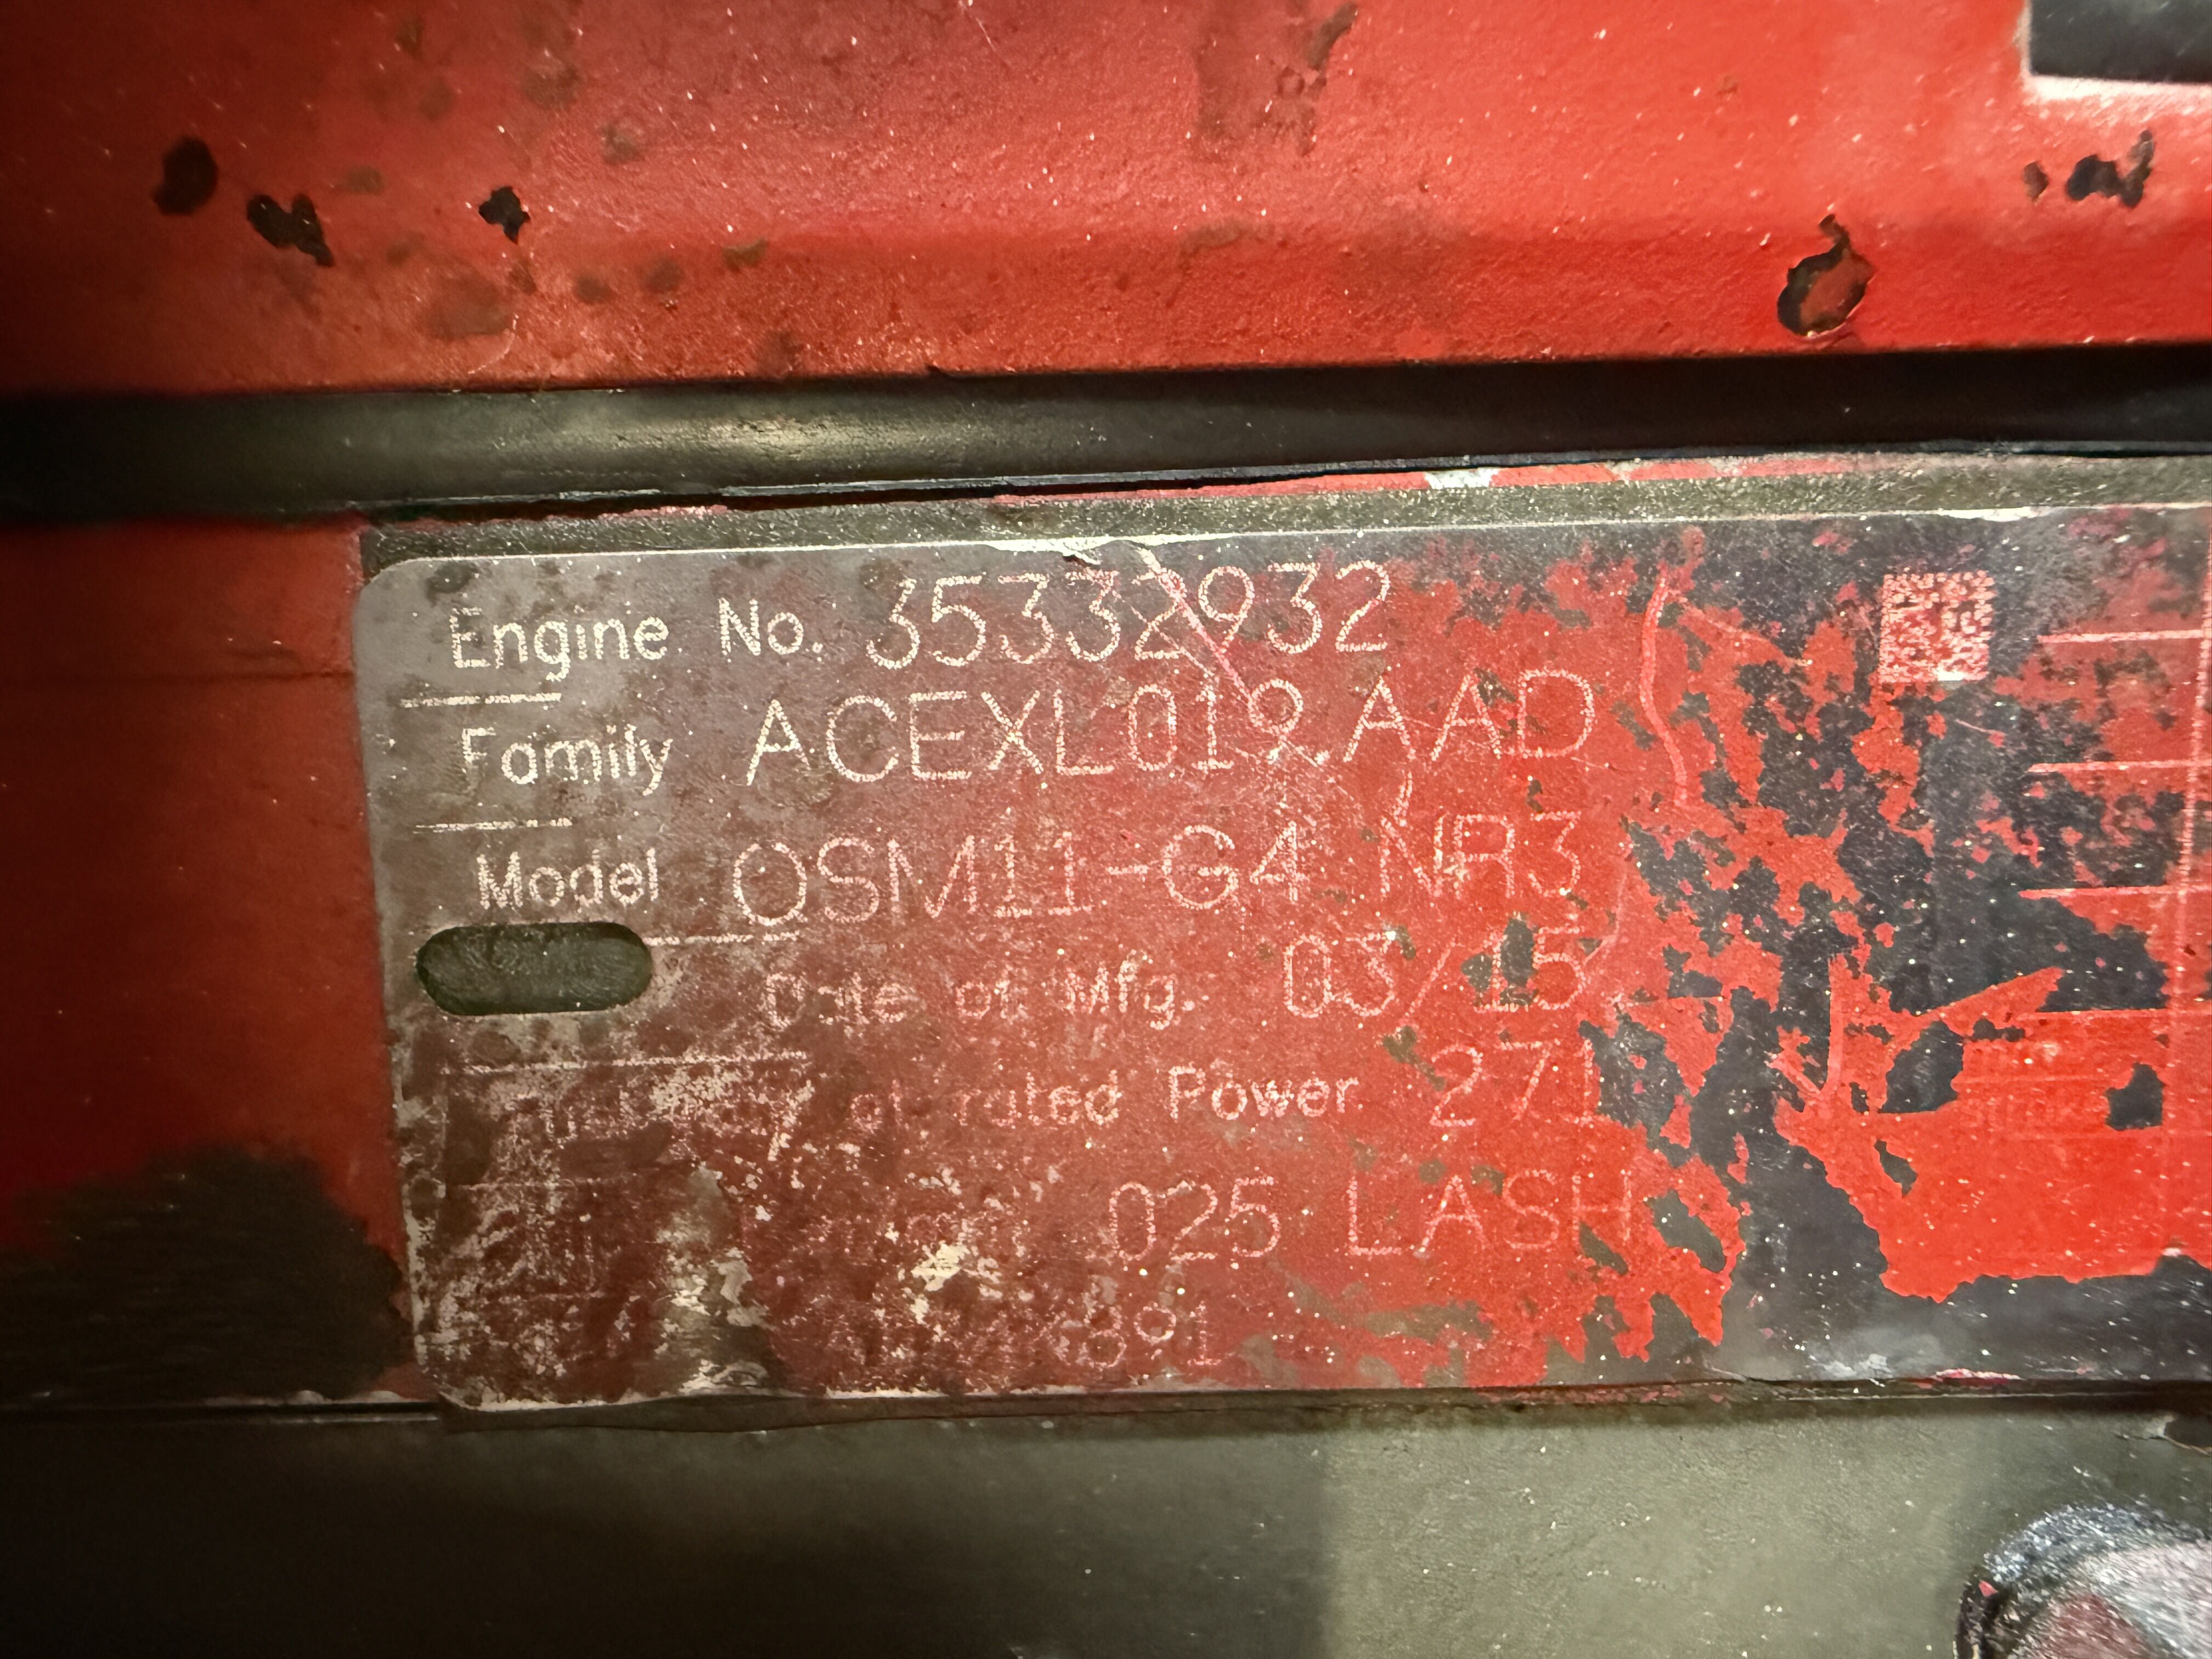 Engine No. 35332932
Family ACEXL019.AAD
Model QSM11-G4 NR3
Date of Mfg. 03/15
at rated Power 271
025 LASH